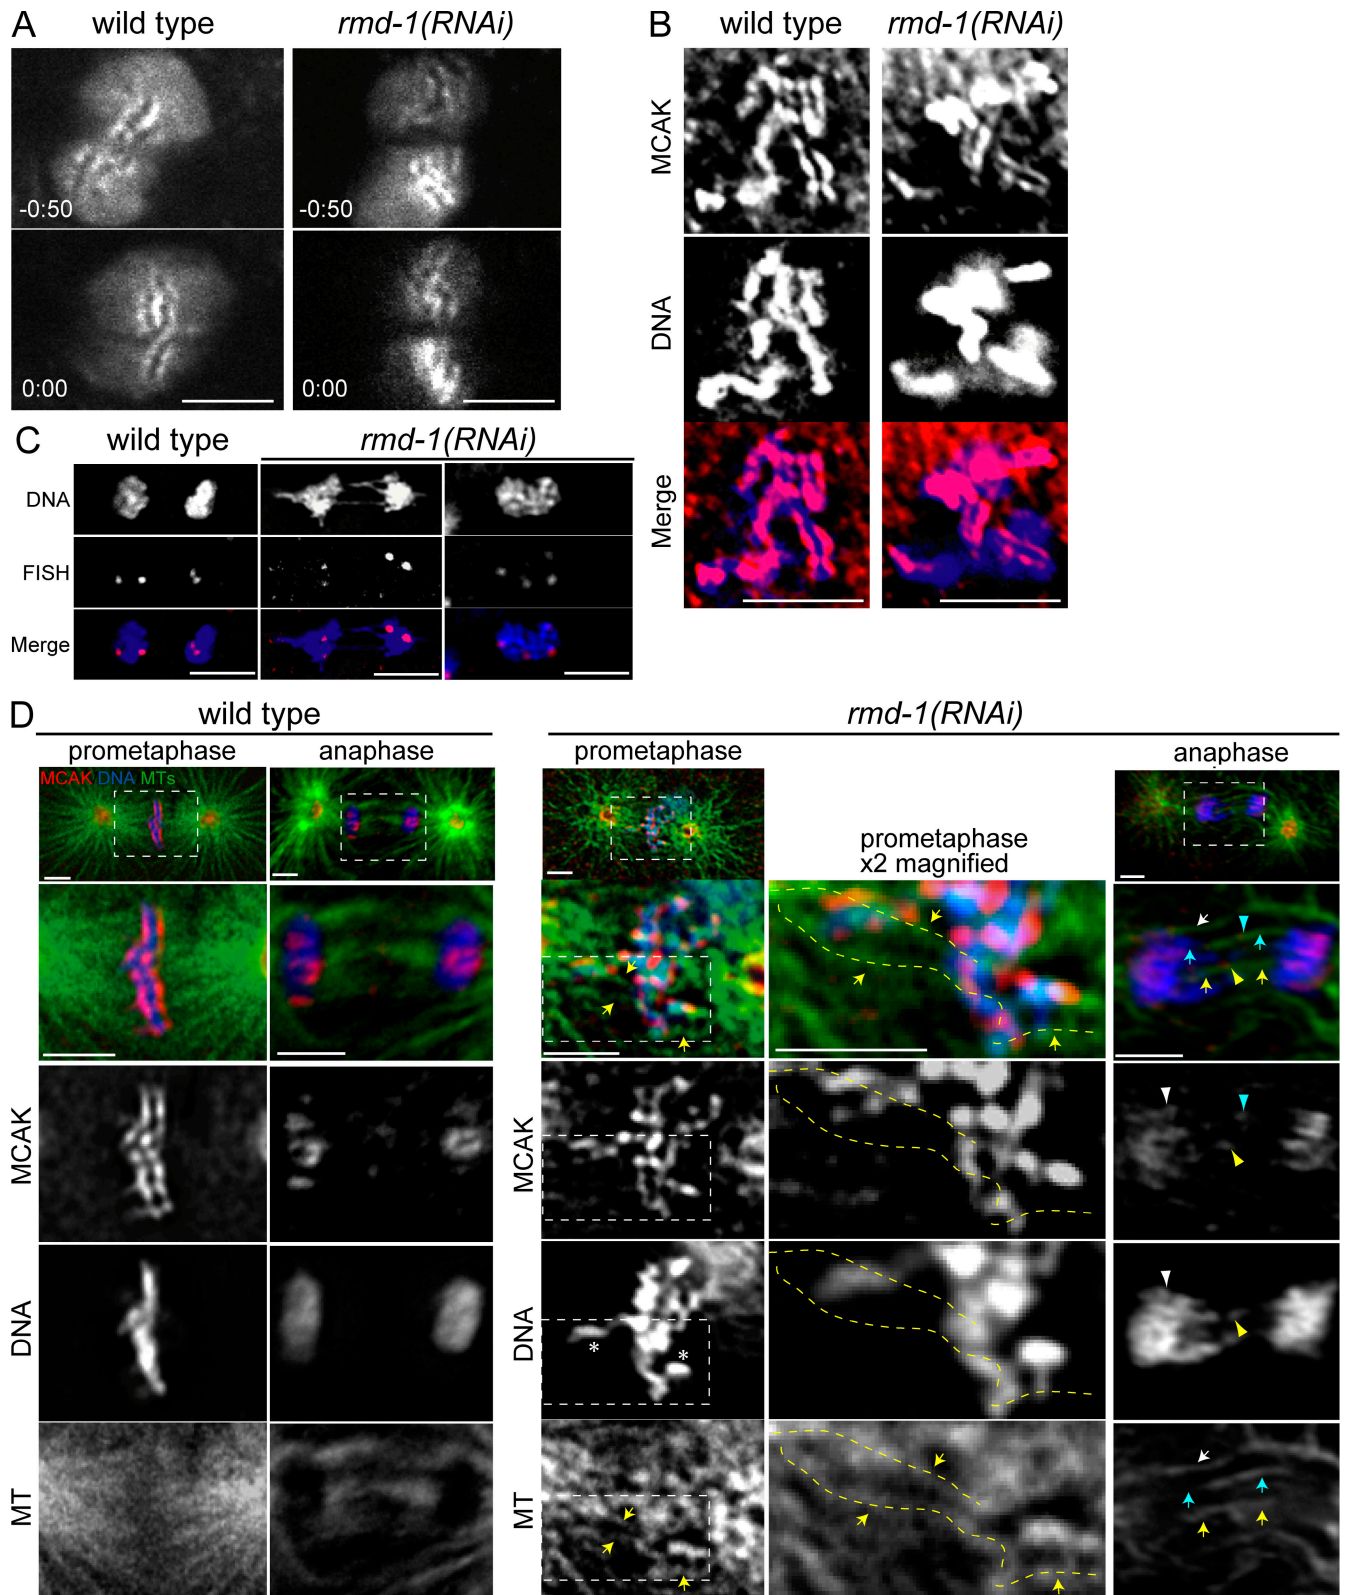 A
wild type
rmd-1(RNAi)
-0:50
-0:50
0:00
0:00
B
wild type
rmd-1(RNAi)
MCAK
DNA
Merge
C
wild type
rmd-1(RNAi)
DNA
FISH
Merge
D
wild type
rmd-1(RNAi)
prometaphase
anaphase
prometaphase
anaphase
MCAK DNA MTs
prometaphase
x2 magnified
MCAK
MCAK
DNA
DNA
*
*
MT
MT